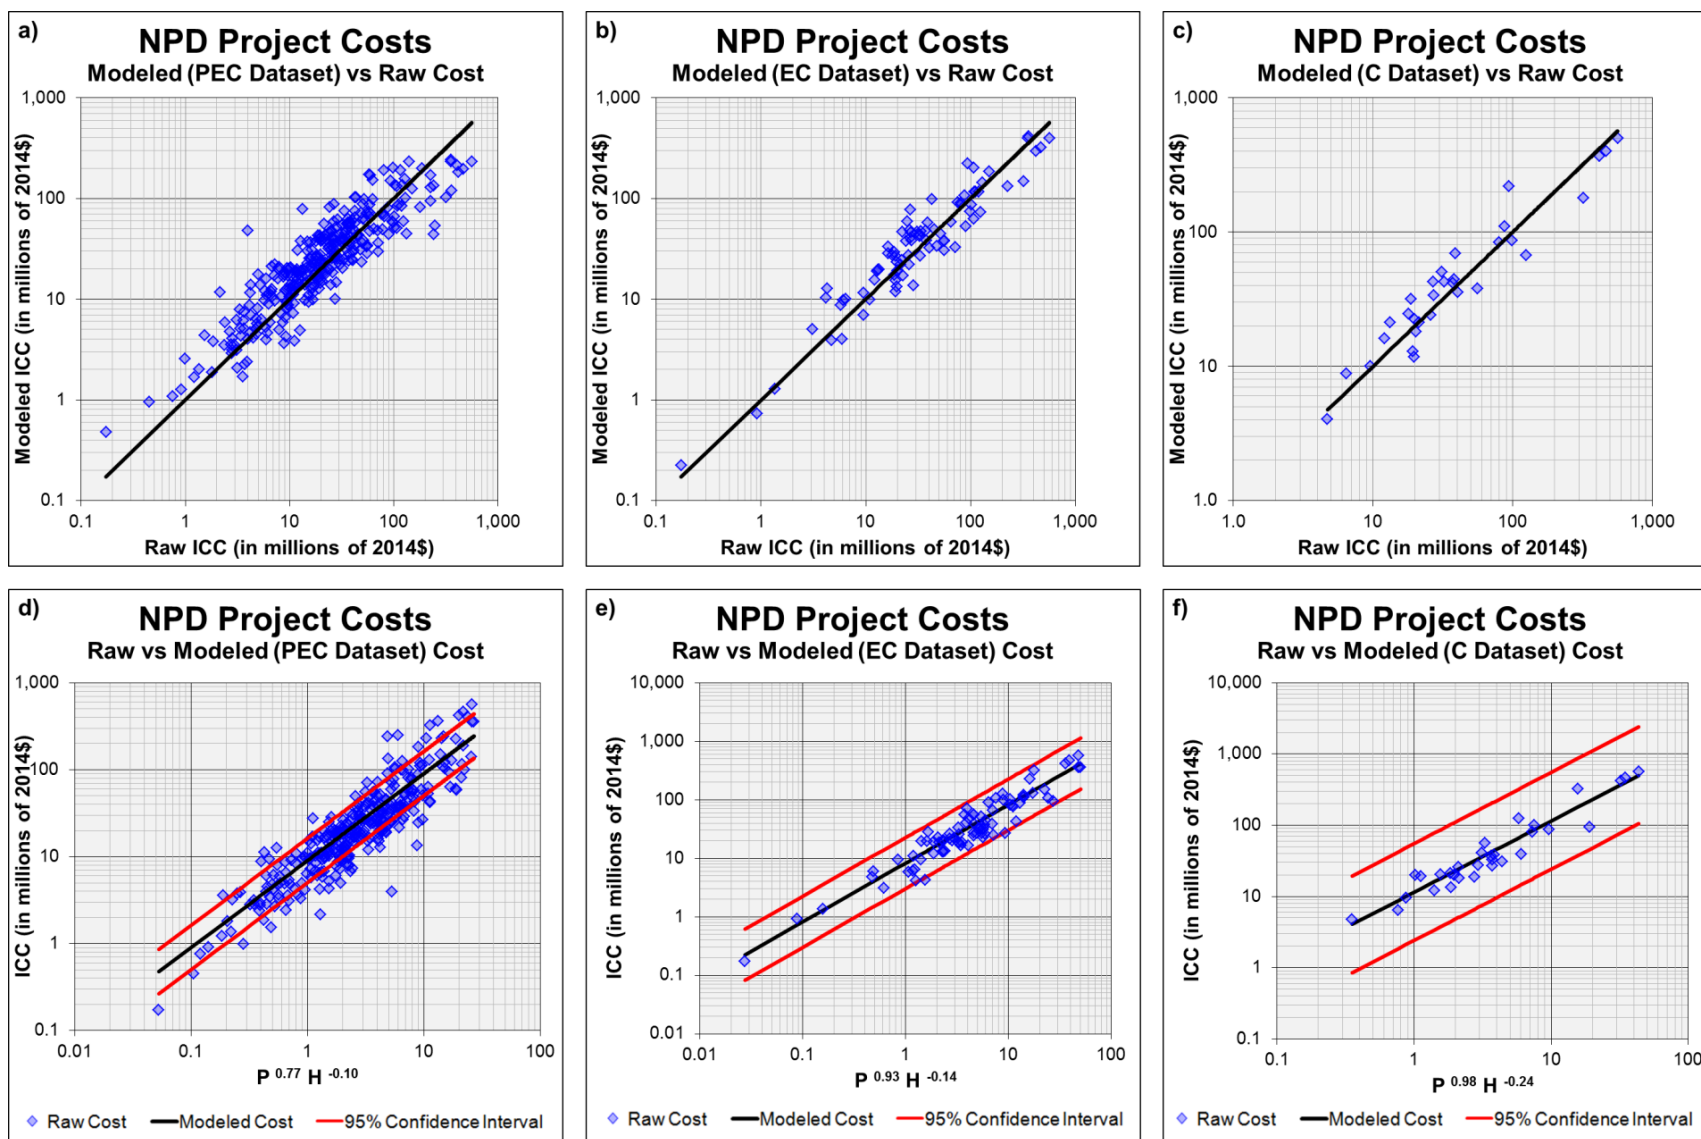 a)
NPD Project Costs
Modeled (PEC Dataset) vs Raw Cost
Modeled ICC (in millions of 2014$)
1,000
100
10
1
0.1
0.1 1 10 100 1,000
Raw ICC (in millions of 2014$)
b)
NPD Project Costs
Modeled (EC Dataset) vs Raw Cost
Modeled ICC (in millions of 2014$)
1,000
100
10
1
0.1
0.1 1 10 100 1,000
Raw ICC (in millions of 2014$)
c)
NPD Project Costs
Modeled (C Dataset) vs Raw Cost
Modeled ICC (in millions of 2014$)
1,000
100
10
1.0
1.0 10 100 1,000
Raw ICC (in millions of 2014$)
d)
NPD Project Costs
Raw vs Modeled (PEC Dataset) Cost
ICC (in millions of 2014$)
1,000
100
10
1
0.1
0.01 0.1 1 10 100
P 0.77 H -0.10
Raw Cost Modeled Cost 95% Confidence Interval
e)
NPD Project Costs
Raw vs Modeled (EC Dataset) Cost
ICC (in millions of 2014$)
10,000
1,000
100
10
1
0.1
0.01
0.01 0.1 1 10 100
P 0.93 H -0.14
Raw Cost Modeled Cost 95% Confidence Interval
f)
NPD Project Costs
Raw vs Modeled (C Dataset) Cost
ICC (in millions of 2014$)
10,000
1,000
100
10
1
0.1
0.1 1 10 100
P 0.98 H -0.24
Raw Cost Modeled Cost 95% Confidence Interval